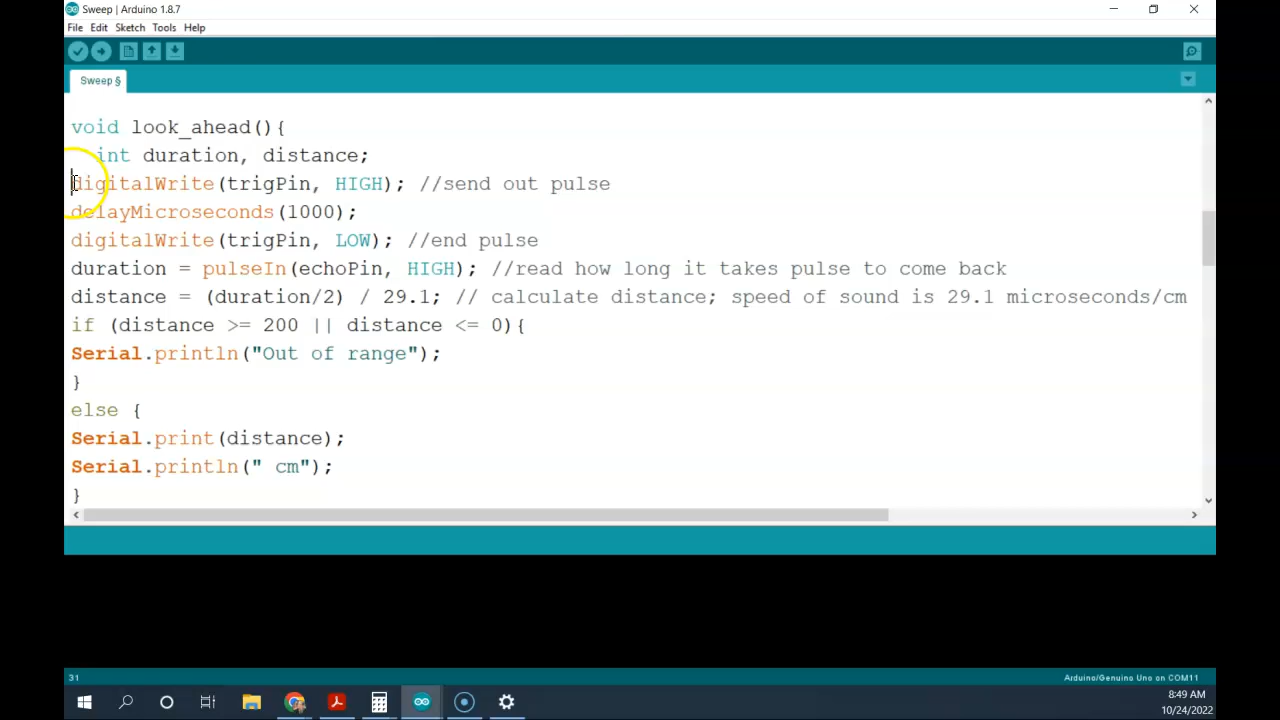 Sweep | Arduino 1.8.7
File Edit Sketch Tools Help
Sweep §
void look_ahead(){
int duration, distance;
digitalWrite(trigPin, HIGH); //send out pulse
delayMicroseconds(1000);
digitalWrite(trigPin, LOW); //end pulse
duration = pulseIn(echoPin, HIGH); //read how long it takes pulse to come back
distance = (duration/2) / 29.1; // calculate distance; speed of sound is 29.1 microseconds/cm
if (distance >= 200 || distance <= 0){
Serial.println("Out of range");
}
else {
Serial.print(distance);
Serial.println(" cm");
}
31
Arduino/Genuino Uno on COM11
8:49 AM
10/24/2022